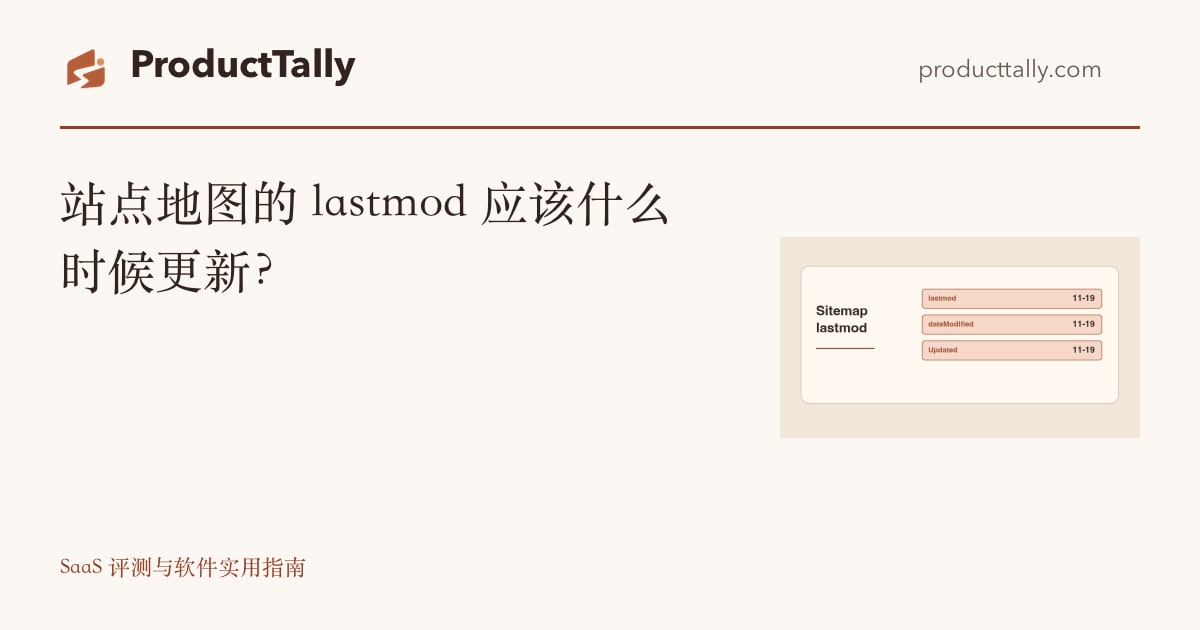 ProductTally
producttally.com
站点地图的 lastmod 应该什么
时候更新?
Sitemap
lastmod
lastmod 11-19
dateModified 11-19
Updated 11-19
SaaS 评测与软件实用指南